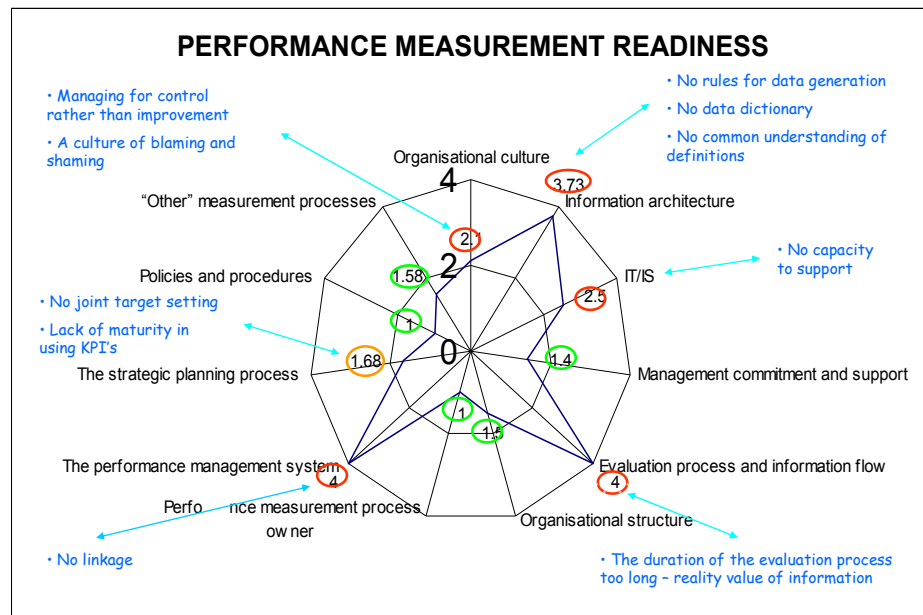 PERFORMANCE MEASUREMENT READINESS
• Managing for control
rather than improvement
• A culture of blaming and
shaming
• No rules for data generation
• No data dictionary
• No common understanding of
definitions
Organisational culture
4
3.73
Information architecture
“Other” measurement processes
2.1
2
1.58
Policies and procedures
IT/IS
• No capacity
to support
2.5
• No joint target setting
• Lack of maturity in
using KPI's
1
1.68
0
1.4
The strategic planning process
Management commitment and support
1
1.5
The performance management system
4
Evaluation process and information flow
4
Perfo nce measurement process
ow ner
Organisational structure
• No linkage
• The duration of the evaluation process
too long – reality value of information